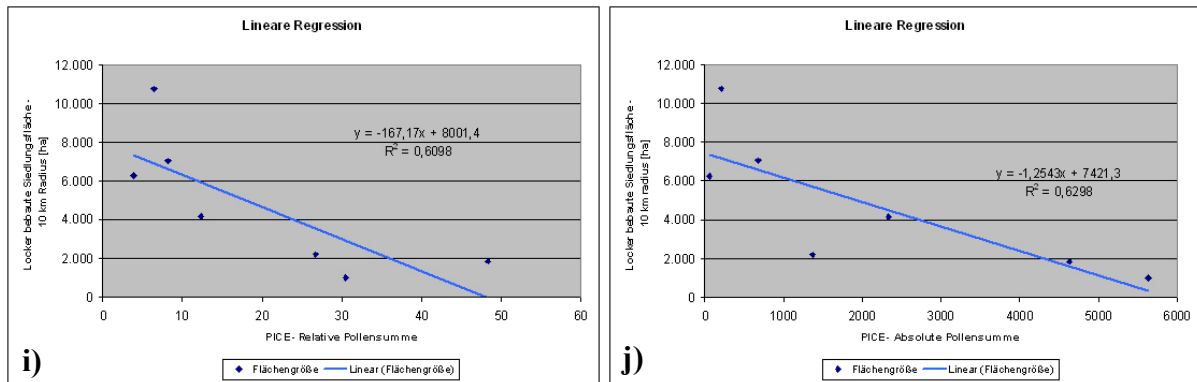 Lineare Regression
12.000
10.000
8.000
6.000
4.000
2.000
0
Locker bebaute Siedlungsfläche -
10 km Radius [ha]
y = -167,17x + 8001,4
R² = 0,6098
0 10 20 30 40 50 60
PICE- Relative Pollensumme
Flächengröße Linear (Flächengröße)
i)
Lineare Regression
12.000
10.000
8.000
6.000
4.000
2.000
0
Locker bebaute Siedlungsfläche -
10 km radius [ha]
y = -1,2543x + 7421,3
R² = 0,6298
0 1000 2000 3000 4000 5000 6000
PICE- Absolute Pollensumme
Flächengröße Linear (Flächengröße)
j)